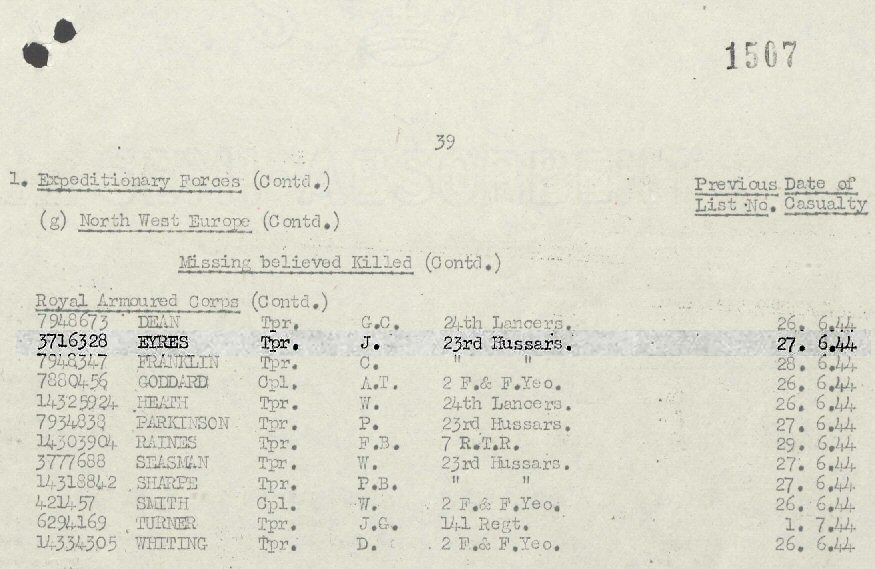 1507
39
1. Expeditionary Forces (Contd.)
Previous Date of
List No. Casualty
(g) North West Europe (Contd.)
Missing believed Killed (Contd.)
Royal Armoured Corps (Contd.)
7948673 DEAN Tpr. G.C. 24th Lancers. 26. 6.44
3716328 EYRES Tpr. J. 23rd Hussars. 27. 6.44
7948347 FRANKLIN Tpr. C. " " 28. 6.44
7880456 GODDARD Cpl. A.T. 2 F.& F.Yeo. 26. 6.44
14325924 HEATH Tpr. W. 24th Lancers. 26. 6.44
7934838 PARKINSON Tpr. P. 23rd Hussars. 27. 6.44
14303904 RAINES Tpr. F.B. 7 R.T.R. 29. 6.44
3777688 SEASMAN Tpr. W. 23rd Hussars. 27. 6.44
14318842 SHARPE Tpr. P.B. " " 27. 6.44
421457 SMITH Cpl. W. 2 F.& F.Yeo. 26. 6.44
6294169 TURNER Tpr. J.G. 141 Regt. 1. 7.44
14334305 WHITING Tpr. D. 2 F.& F.Yeo. 26. 6.44